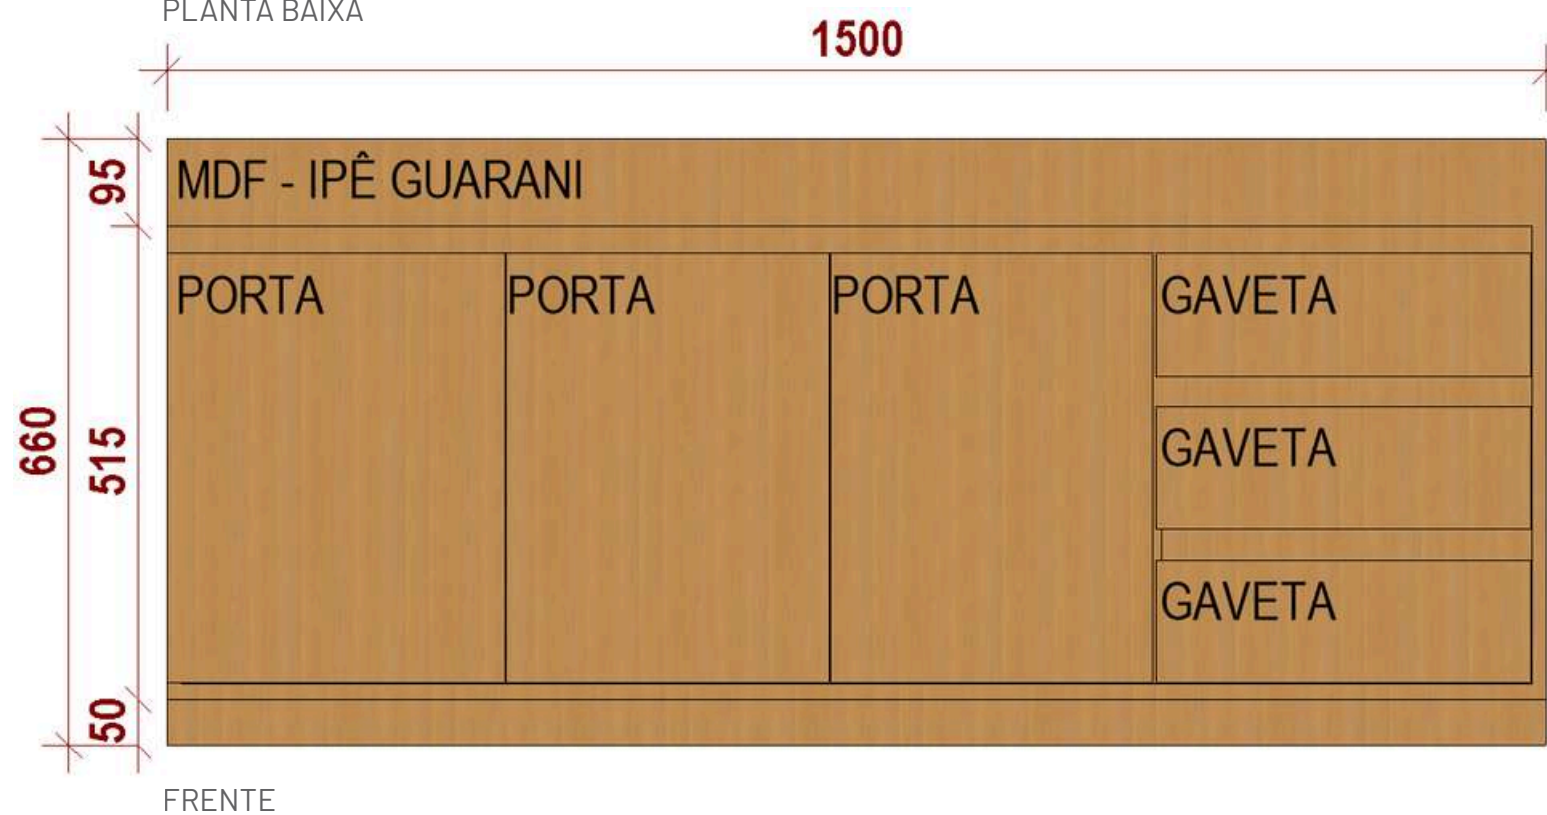 PLANTA BAIXA
1500
95
MDF - IPÊ GUARANI
PORTA
PORTA
PORTA
GAVETA
660
515
GAVETA
GAVETA
50
FRENTE